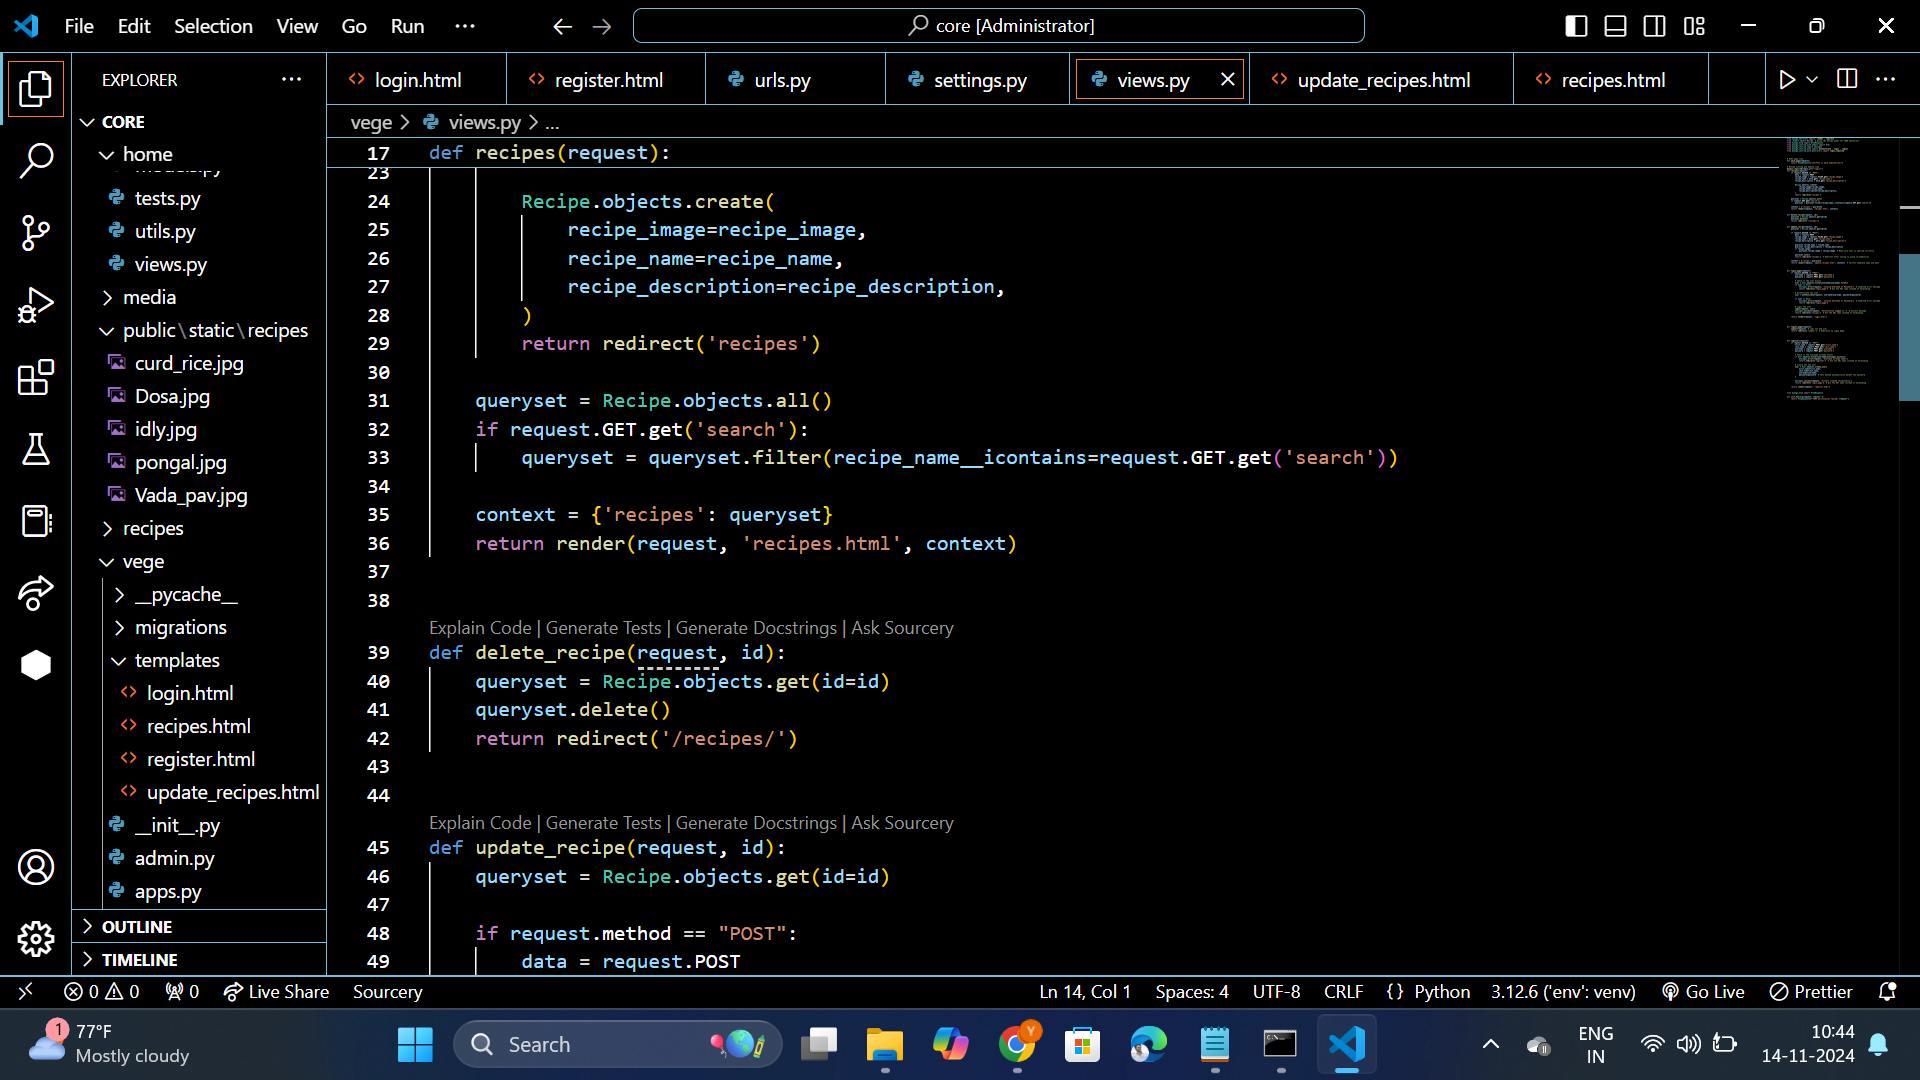 File Edit Selection View Go Run ···
core [Administrator]
EXPLORER
CORE
home
tests.py
utils.py
views.py
media
public\static\recipes
curd_rice.jpg
Dosa.jpg
idly.jpg
pongal.jpg
Vada_pav.jpg
recipes
vege
__pycache__
migrations
templates
login.html
recipes.html
register.html
update_recipes.html
__init__.py
admin.py
apps.py
OUTLINE
TIMELINE
login.html register.html urls.py settings.py views.py update_recipes.html recipes.html
vege > views.py > ...
17 def recipes(request):
23
24 Recipe.objects.create(
25 recipe_image=recipe_image,
26 recipe_name=recipe_name,
27 recipe_description=recipe_description,
28 )
29 return redirect('recipes')
30
31 queryset = Recipe.objects.all()
32 if request.GET.get('search'):
33 queryset = queryset.filter(recipe_name__icontains=request.GET.get('search'))
34
35 context = {'recipes': queryset}
36 return render(request, 'recipes.html', context)
37
38
Explain Code | Generate Tests | Generate Docstrings | Ask Sourcery
39 def delete_recipe(request, id):
40 queryset = Recipe.objects.get(id=id)
41 queryset.delete()
42 return redirect('/recipes/')
43
44
Explain Code | Generate Tests | Generate Docstrings | Ask Sourcery
45 def update_recipe(request, id):
46 queryset = Recipe.objects.get(id=id)
47
48 if request.method == "POST":
49 data = request.POST
0 0 0 Live Share Sourcery
Ln 14, Col 1 Spaces: 4 UTF-8 CRLF {} Python 3.12.6 ('env': venv) Go Live Prettier
1 77°F
Mostly cloudy
Search
Y
ENG
IN
10:44
14-11-2024